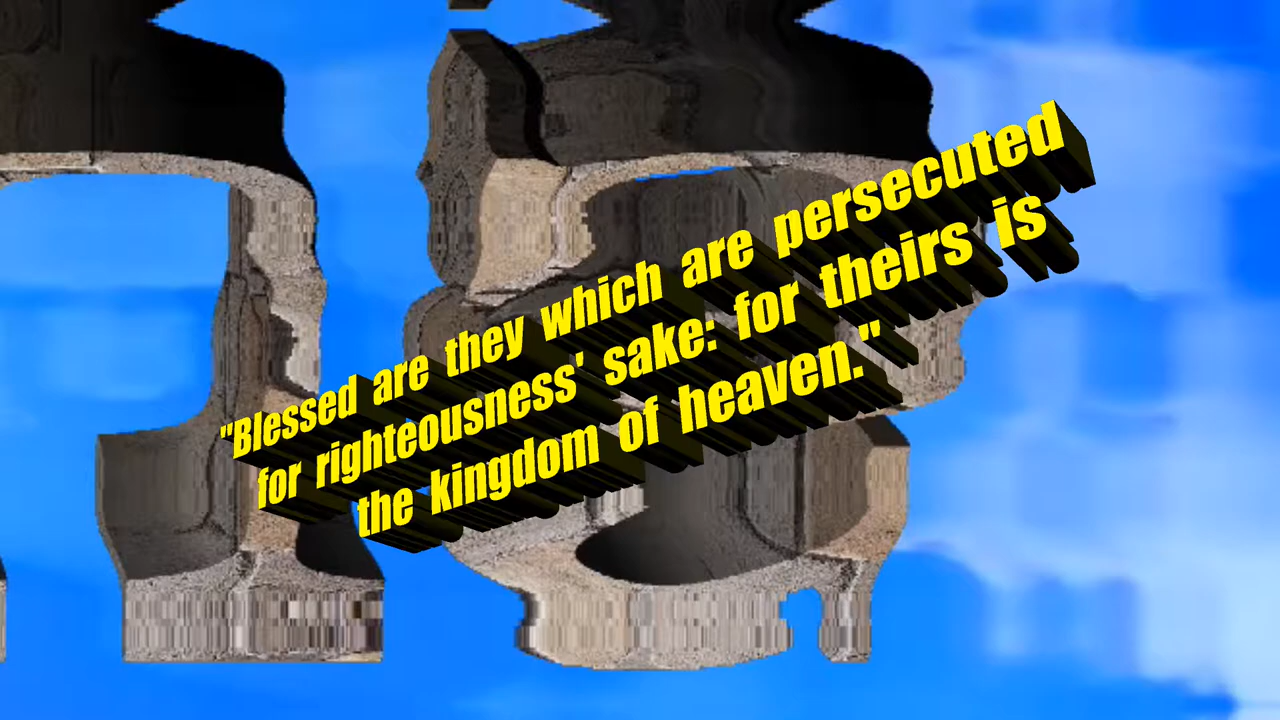 "Blessed are they which are persecuted
for righteousness' sake: for theirs is
the kingdom of heaven."